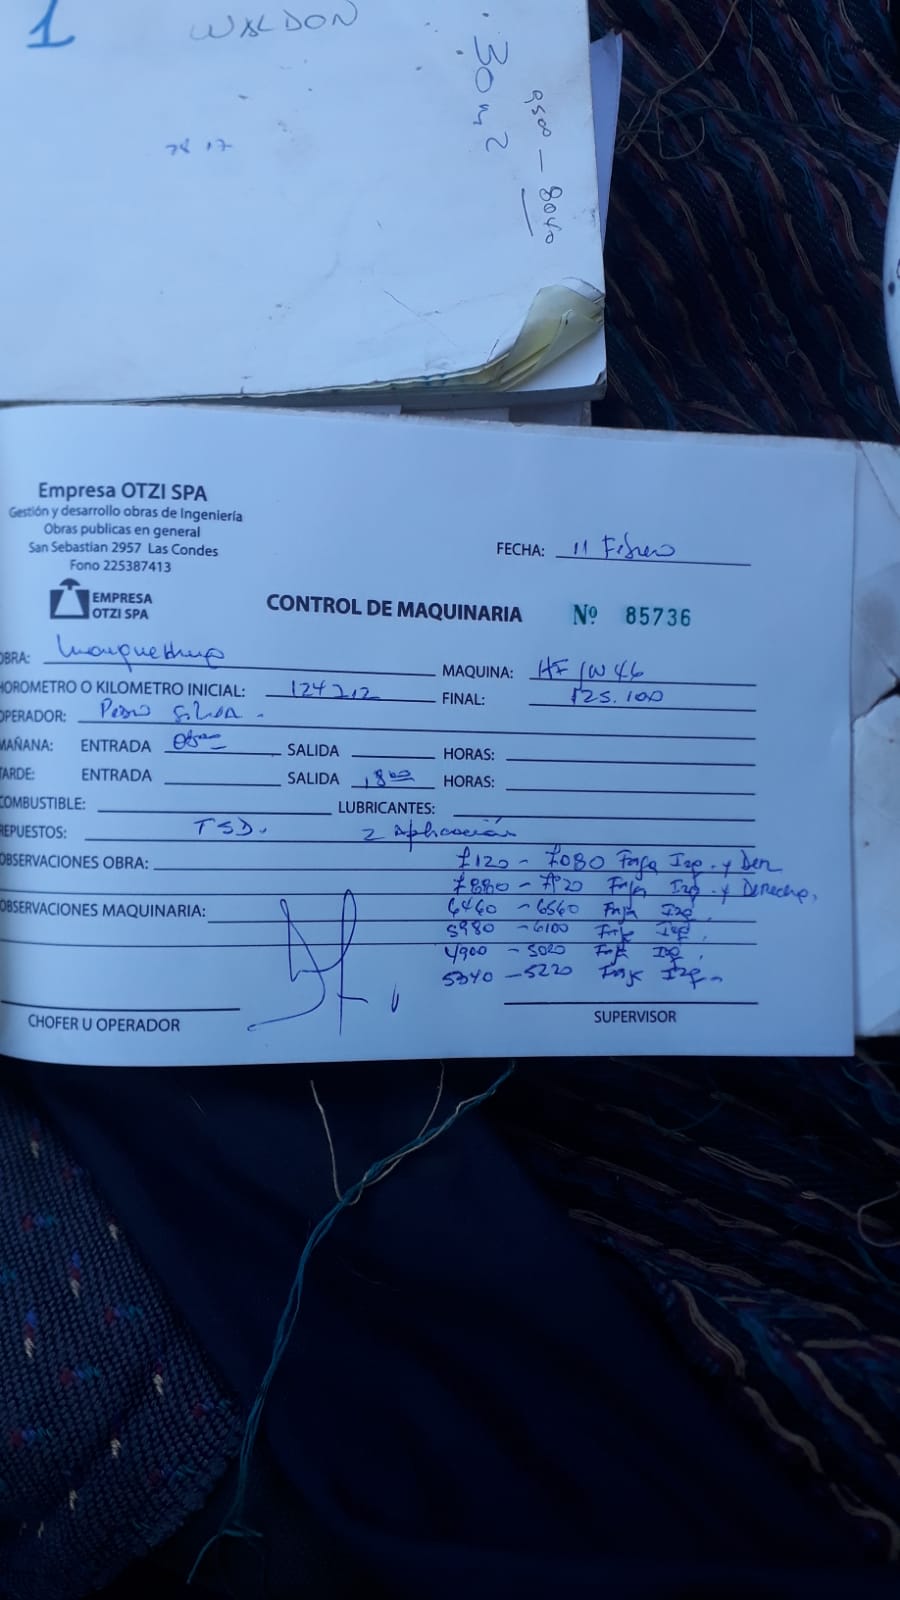 1 WALDON
30 m2
9500 - 8040
78 17
Empresa OTZI SPA
Gestión y desarrollo obras de Ingeniería
Obras publicas en general
San Sebastian 2957 Las Condes
Fono 225387413
EMPRESA
OTZI SPA
FECHA: 11 Febrero
CONTROL DE MAQUINARIA Nº 85736
OBRA:
MAQUINA: HF JW 46
HOROMETRO O KILOMETRO INICIAL: 124212
FINAL: 125.100
OPERADOR: Pedro Silva.
MAÑANA: ENTRADA 08 00 SALIDA HORAS:
TARDE: ENTRADA SALIDA 18 00 HORAS:
COMBUSTIBLE: LUBRICANTES:
REPUESTOS: TSD. 2 Aplicación
OBSERVACIONES OBRA: 7120 - 7080 Faja Izq. y Der
7880 - 7720 Faja Izq. y Derecha.
OBSERVACIONES MAQUINARIA: 6460 - 6560 Faja Izq.
5980 - 6100 Faja Izq.
4900 - 5020 Faja Izq.
5340 - 5220 Faja Izq.
CHOFER U OPERADOR
SUPERVISOR